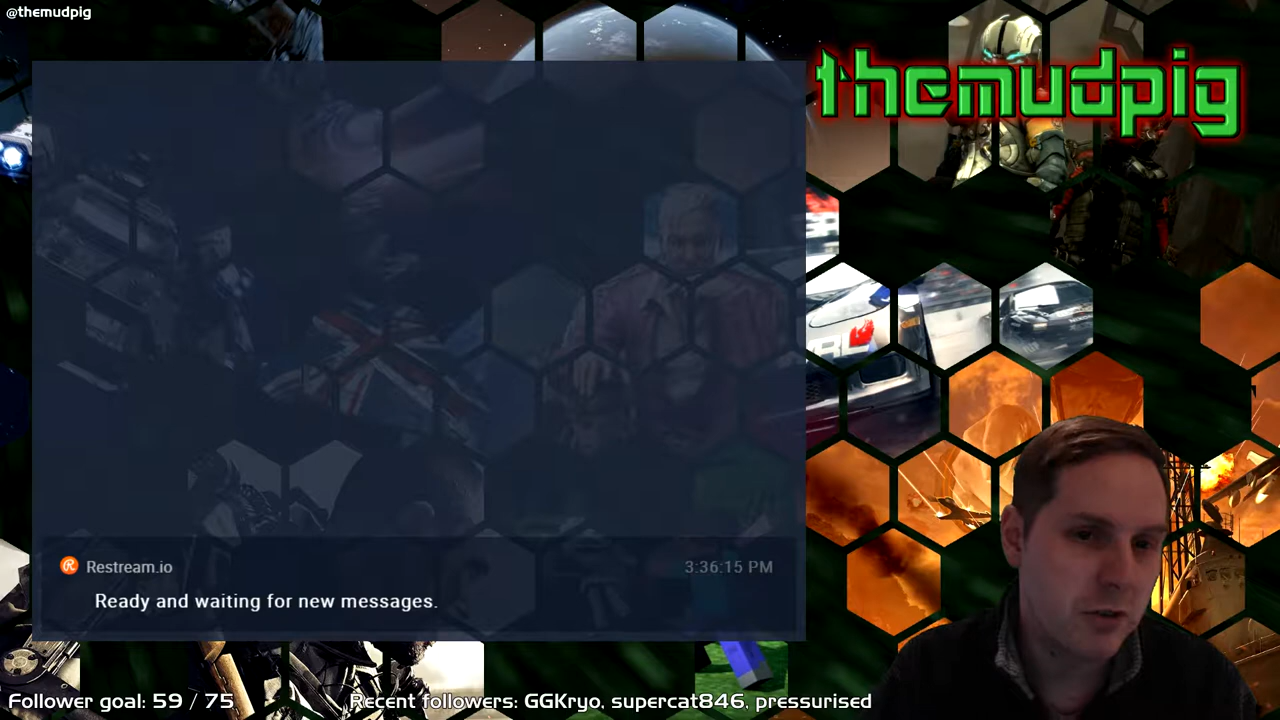 @themudpig
themudpig
Restream.io
3:36:15 PM
Ready and waiting for new messages.
Follower goal: 59 / 75
Recent followers: GGKryo, supercat846, pressurised